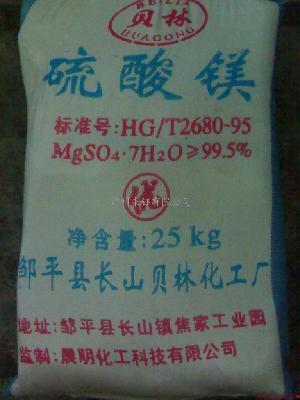 贝林
HUAGONG
硫酸镁
标准号:HG/T2680-95
MgSO4·7H2O≥99.5%
镁
净含量:25kg
邹平县长山贝林化工厂
地址:邹平县长山镇焦家工业园
监制:晨明化工科技有限公司